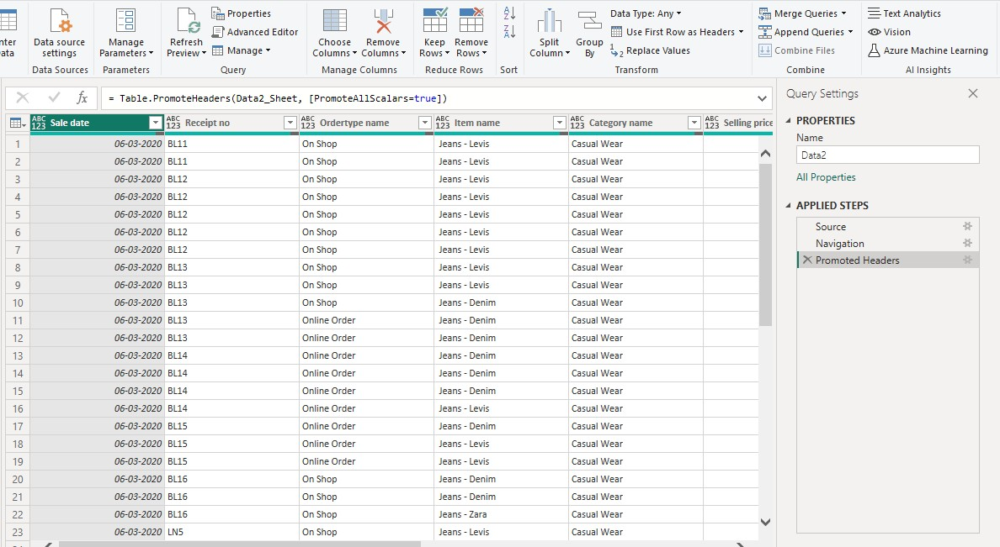 nter
ata
Data source
settings
Data Sources
Manage
Parameters
Parameters
Refresh
Preview
Properties
Advanced Editor
Manage
Query
Choose
Columns
Remove
Columns
Manage Columns
Keep
Rows
Remove
Rows
Reduce Rows
A
Z
Z
A
Sort
Split
Column
Group
By
Data Type: Any
Use First Row as Headers
1 2 Replace Values
Transform
Merge Queries
Append Queries
Combine Files
Combine
Text Analytics
Vision
Azure Machine Learning
AI Insights
fx = Table.PromoteHeaders(Data2_Sheet, [PromoteAllScalars=true])
ABC 123 Sale date ABC 123 Receipt no ABC 123 Ordertype name ABC 123 Item name ABC 123 Category name ABC 123 Selling price
1 06-03-2020 BL11 On Shop Jeans - Levis Casual Wear
2 06-03-2020 BL11 On Shop Jeans - Levis Casual Wear
3 06-03-2020 BL12 On Shop Jeans - Levis Casual Wear
4 06-03-2020 BL12 On Shop Jeans - Levis Casual Wear
5 06-03-2020 BL12 On Shop Jeans - Levis Casual Wear
6 06-03-2020 BL12 On Shop Jeans - Levis Casual Wear
7 06-03-2020 BL12 On Shop Jeans - Levis Casual Wear
8 06-03-2020 BL13 On Shop Jeans - Levis Casual Wear
9 06-03-2020 BL13 On Shop Jeans - Levis Casual Wear
10 06-03-2020 BL13 On Shop Jeans - Denim Casual Wear
11 06-03-2020 BL13 Online Order Jeans - Denim Casual Wear
12 06-03-2020 BL13 Online Order Jeans - Denim Casual Wear
13 06-03-2020 BL14 Online Order Jeans - Denim Casual Wear
14 06-03-2020 BL14 Online Order Jeans - Denim Casual Wear
15 06-03-2020 BL14 Online Order Jeans - Denim Casual Wear
16 06-03-2020 BL14 Online Order Jeans - Levis Casual Wear
17 06-03-2020 BL15 Online Order Jeans - Denim Casual Wear
18 06-03-2020 BL15 Online Order Jeans - Levis Casual Wear
19 06-03-2020 BL15 Online Order Jeans - Levis Casual Wear
20 06-03-2020 BL16 On Shop Jeans - Denim Casual Wear
21 06-03-2020 BL16 On Shop Jeans - Denim Casual Wear
22 06-03-2020 BL16 On Shop Jeans - Zara Casual Wear
23 06-03-2020 LN5 On Shop Jeans - Levis Casual Wear
Query Settings
PROPERTIES
Name
Data2
All Properties
APPLIED STEPS
Source
Navigation
Promoted Headers